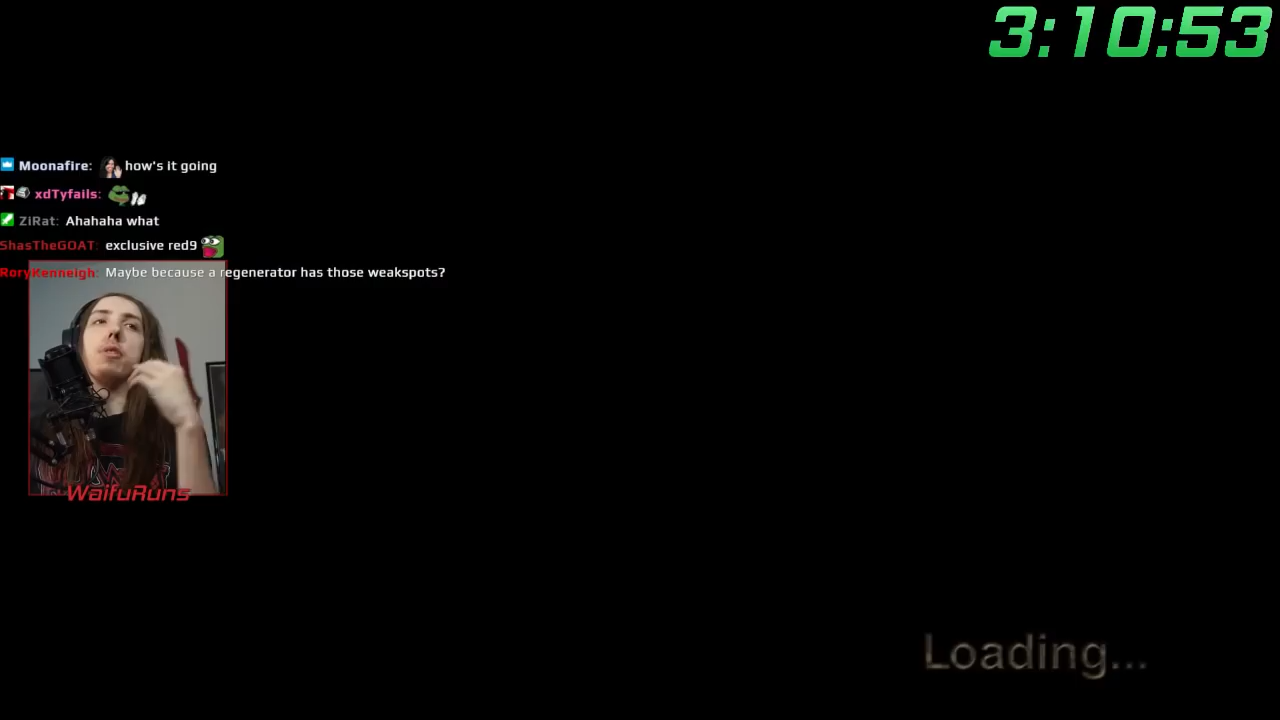 3:10:53
Moonafire: how's it going
xdTyfails:
ZiRat: Ahahaha what
ShasTheGOAT: exclusive red9
RoryKenneigh: Maybe because a regenerator has those weakspots?
WaifuRuns
Loading...